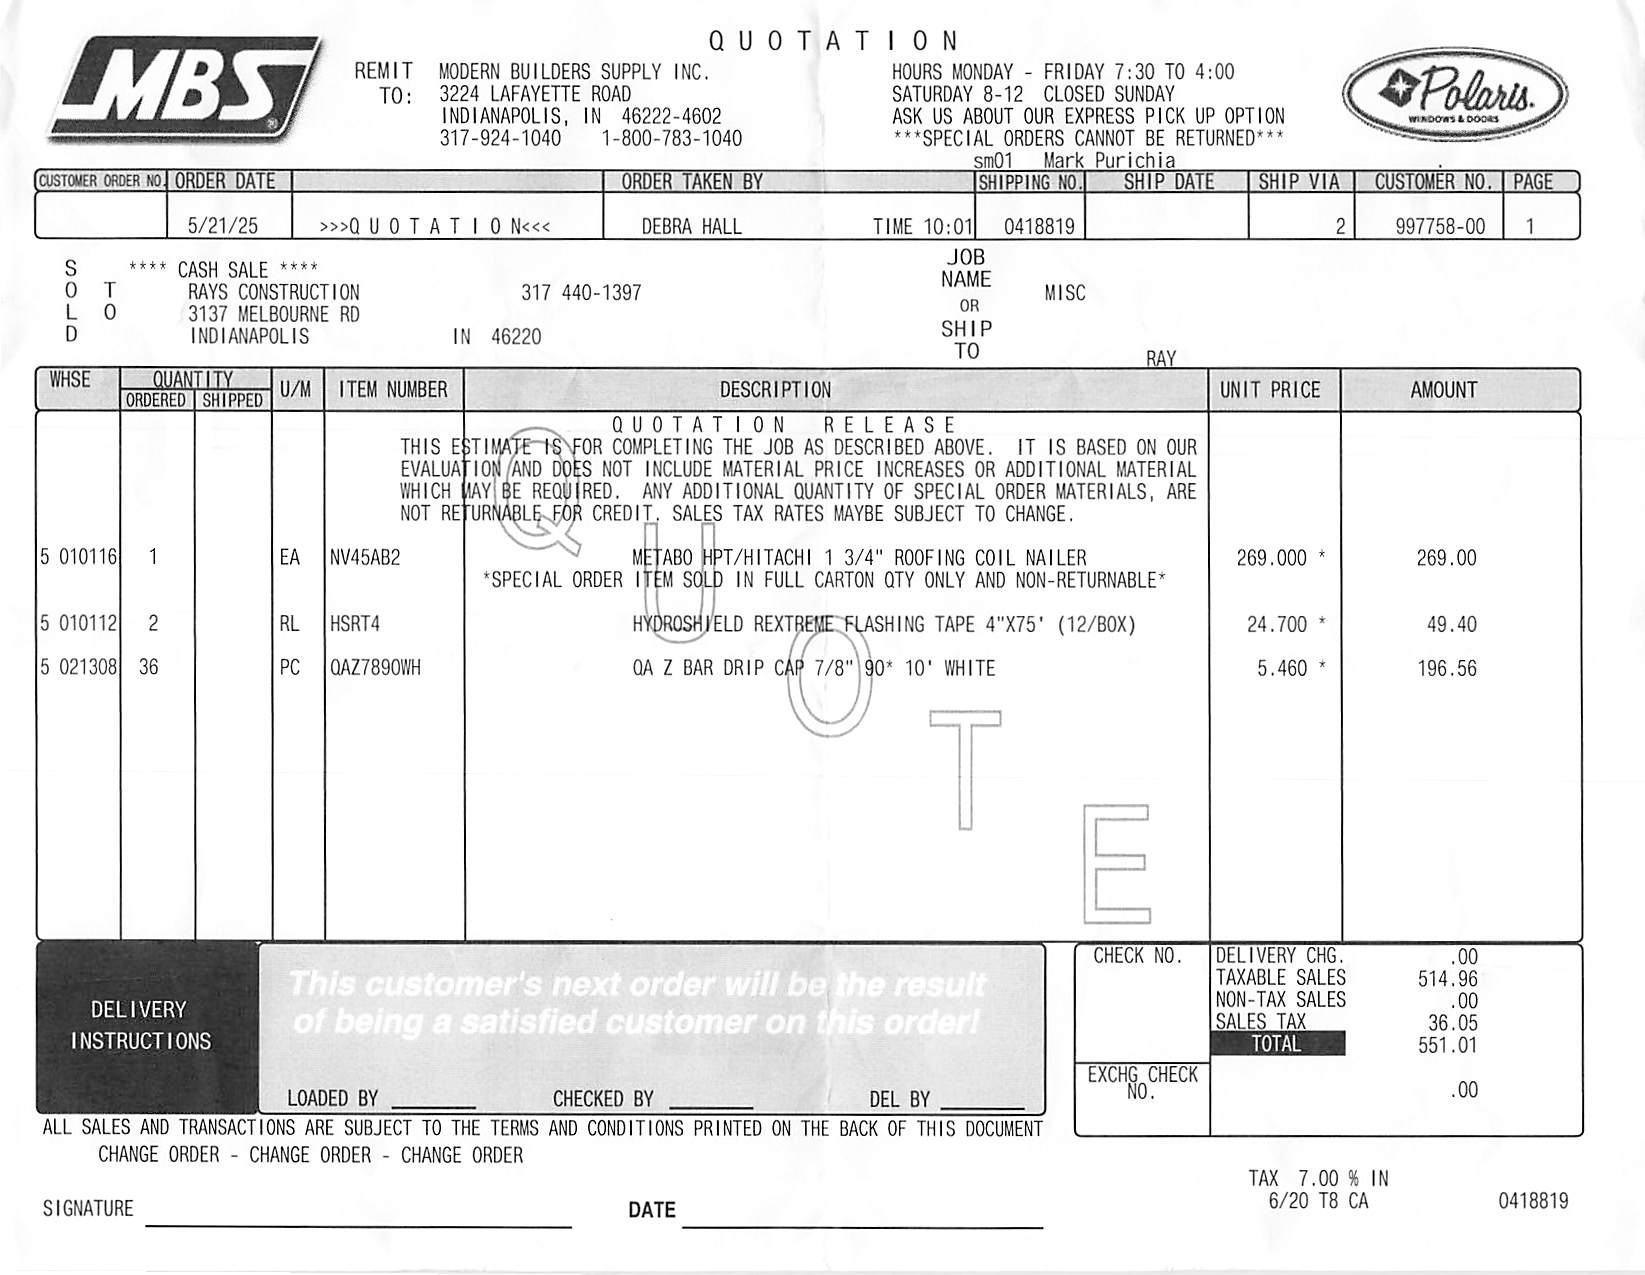 QUOTATION
MBS®
REMIT TO: MODERN BUILDERS SUPPLY INC.
3224 LAFAYETTE ROAD
INDIANAPOLIS, IN 46222-4602
317-924-1040 1-800-783-1040
HOURS MONDAY - FRIDAY 7:30 TO 4:00
SATURDAY 8-12 CLOSED SUNDAY
ASK US ABOUT OUR EXPRESS PICK UP OPTION
***SPECIAL ORDERS CANNOT BE RETURNED***
sm01 Mark Purichia
Polaris.
WINDOWS & DOORS
CUSTOMER ORDER NO. ORDER DATE ORDER TAKEN BY SHIPPING NO. SHIP DATE SHIP VIA CUSTOMER NO. PAGE
5/21/25 >>>Q U O T A T I O N<<< DEBRA HALL TIME 10:01 0418819 2 997758-00 1
SOLD TO
**** CASH SALE ****
RAYS CONSTRUCTION 317 440-1397
3137 MELBOURNE RD
INDIANAPOLIS IN 46220
JOB
NAME
OR
SHIP
TO
MISC
RAY
WHSE QUANTITY U/M ITEM NUMBER DESCRIPTION UNIT PRICE AMOUNT
ORDERED SHIPPED
Q U O T A T I O N R E L E A S E
THIS ESTIMATE IS FOR COMPLETING THE JOB AS DESCRIBED ABOVE. IT IS BASED ON OUR
EVALUATION AND DOES NOT INCLUDE MATERIAL PRICE INCREASES OR ADDITIONAL MATERIAL
WHICH MAY BE REQUIRED. ANY ADDITIONAL QUANTITY OF SPECIAL ORDER MATERIALS, ARE
NOT RETURNABLE FOR CREDIT. SALES TAX RATES MAYBE SUBJECT TO CHANGE.
5 010116 1 EA NV45AB2 METABO HPT/HITACHI 1 3/4" ROOFING COIL NAILER 269.000 * 269.00
*SPECIAL ORDER ITEM SOLD IN FULL CARTON QTY ONLY AND NON-RETURNABLE*
5 010112 2 RL HSRT4 HYDROSHIELD REXTREME FLASHING TAPE 4"X75' (12/BOX) 24.700 * 49.40
5 021308 36 PC QAZ7890WH QA Z BAR DRIP CAP 7/8" 90* 10' WHITE 5.460 * 196.56
QUOTE
DELIVERY
INSTRUCTIONS
This customer's next order will be the result
of being a satisfied customer on this order!
LOADED BY CHECKED BY DEL BY
CHECK NO.
EXCHG CHECK
NO.
DELIVERY CHG. .00
TAXABLE SALES 514.96
NON-TAX SALES .00
SALES TAX 36.05
TOTAL 551.01
.00
ALL SALES AND TRANSACTIONS ARE SUBJECT TO THE TERMS AND CONDITIONS PRINTED ON THE BACK OF THIS DOCUMENT
CHANGE ORDER - CHANGE ORDER - CHANGE ORDER
TAX 7.00 % IN
6/20 T8 CA 0418819
SIGNATURE DATE